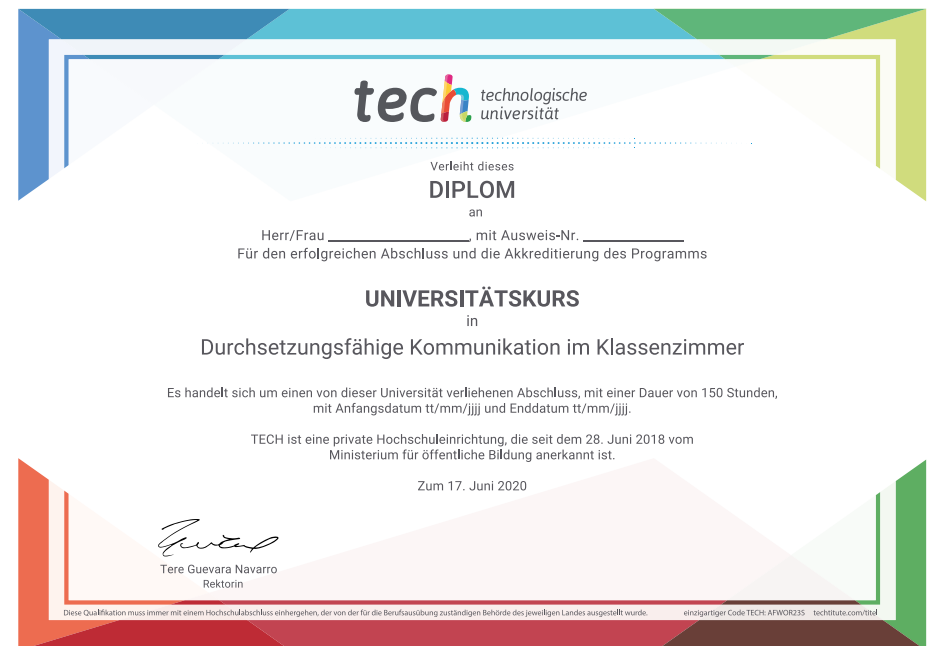 tech technologische
universität
Verleiht dieses
DIPLOM
an
Herr/Frau ____________, mit Ausweis-Nr. ____________
Für den erfolgreichen Abschluss und die Akkreditierung des Programms
UNIVERSITÄTSKURS
in
Durchsetzungsfähige Kommunikation im Klassenzimmer
Es handelt sich um einen von dieser Universität verliehenen Abschluss, mit einer Dauer von 150 Stunden,
mit Anfangsdatum tt/mm/jjjj und Enddatum tt/mm/jjjj.
TECH ist eine private Hochschuleinrichtung, die seit dem 28. Juni 2018 vom
Ministerium für öffentliche Bildung anerkannt ist.
Zum 17. Juni 2020
Tere Guevara Navarro
Rektorin
Diese Qualifikation muss immer mit einem Hochschulabschluss einhergehen, der von der für die Berufsausübung zuständigen Behörde des jeweiligen Landes ausgestellt wurde. einzigartiger Code TECH: AFWOR23S techtitute.com/titel